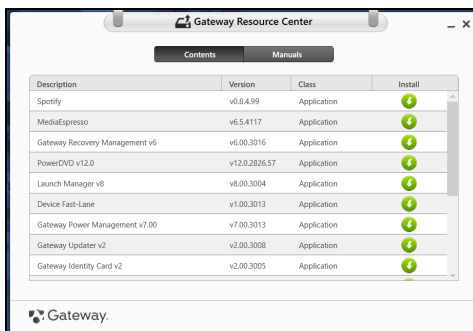 Gateway Resource Center
Contents Manuals
Description Version Class Install
Spotify v0.8.4.99 Application
MediaEspresso v6.5.4117 Application
Gateway Recovery Management v6 v6.00.3016 Application
PowerDVD v12.0 v12.0.2826.57 Application
Launch Manager v8 v8.00.3004 Application
Device Fast-Lane v1.00.3013 Application
Gateway Power Management v7.00 v7.00.3013 Application
Gateway Updater v2 v2.00.3008 Application
Gateway Identity Card v2 v2.00.3005 Application
Gateway.